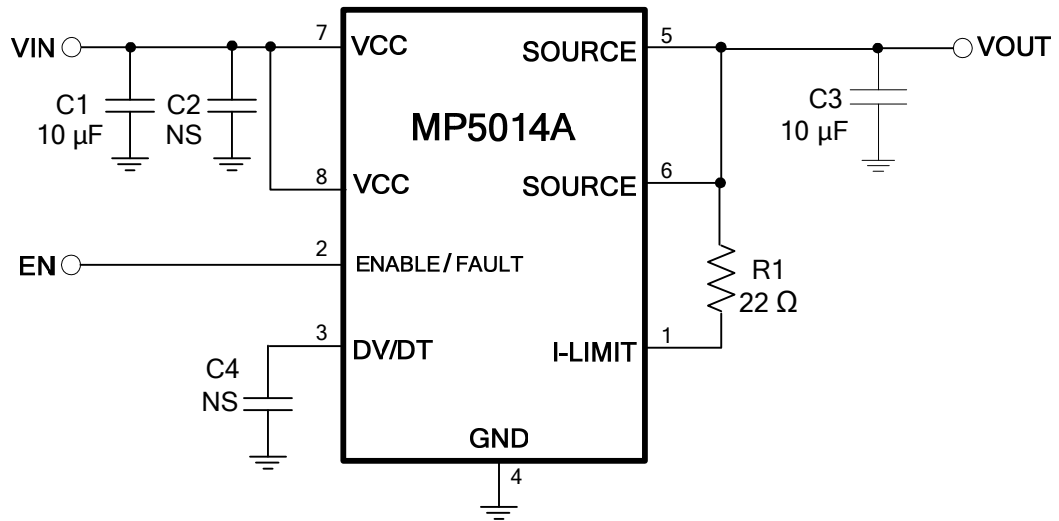 VIN
7
VCC
SOURCE
5
VOUT
C1
10 µF
C2
NS
C3
10 µF
MP5014A
8
VCC
SOURCE
6
EN
2
ENABLE/FAULT
R1
22 Ω
3
DV/DT
I-LIMIT
1
C4
NS
GND
4